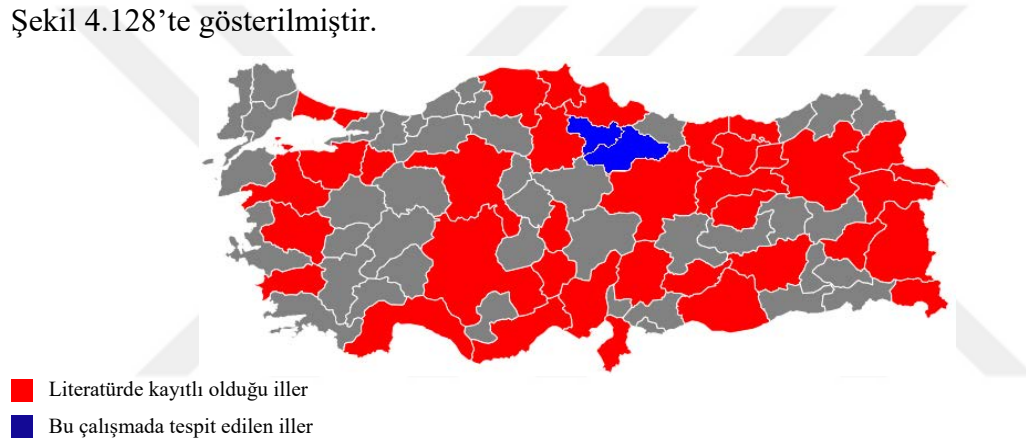 Şekil 4.128’te gösterilmiştir.
Literatürde kayıtlı olduğu iller
Bu çalışmada tespit edilen iller